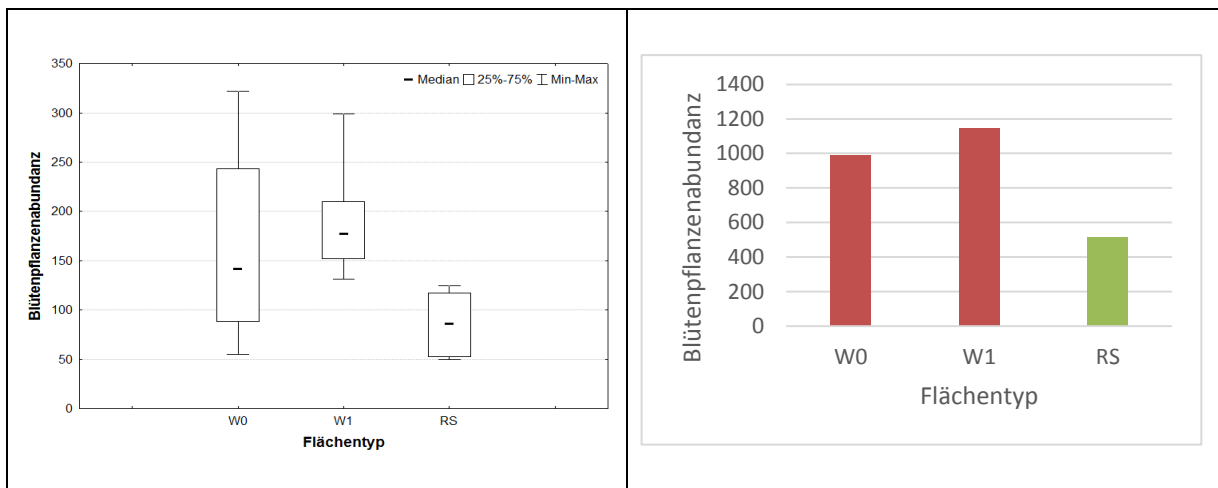 350
300
250
200
150
100
50
0
Blütenpflanzenabundanz
Median 25%-75% Min-Max
W0 W1 RS
Flächentyp
1400
1200
1000
800
600
400
200
0
Blütenpflanzenabundanz
W0 W1 RS
Flächentyp